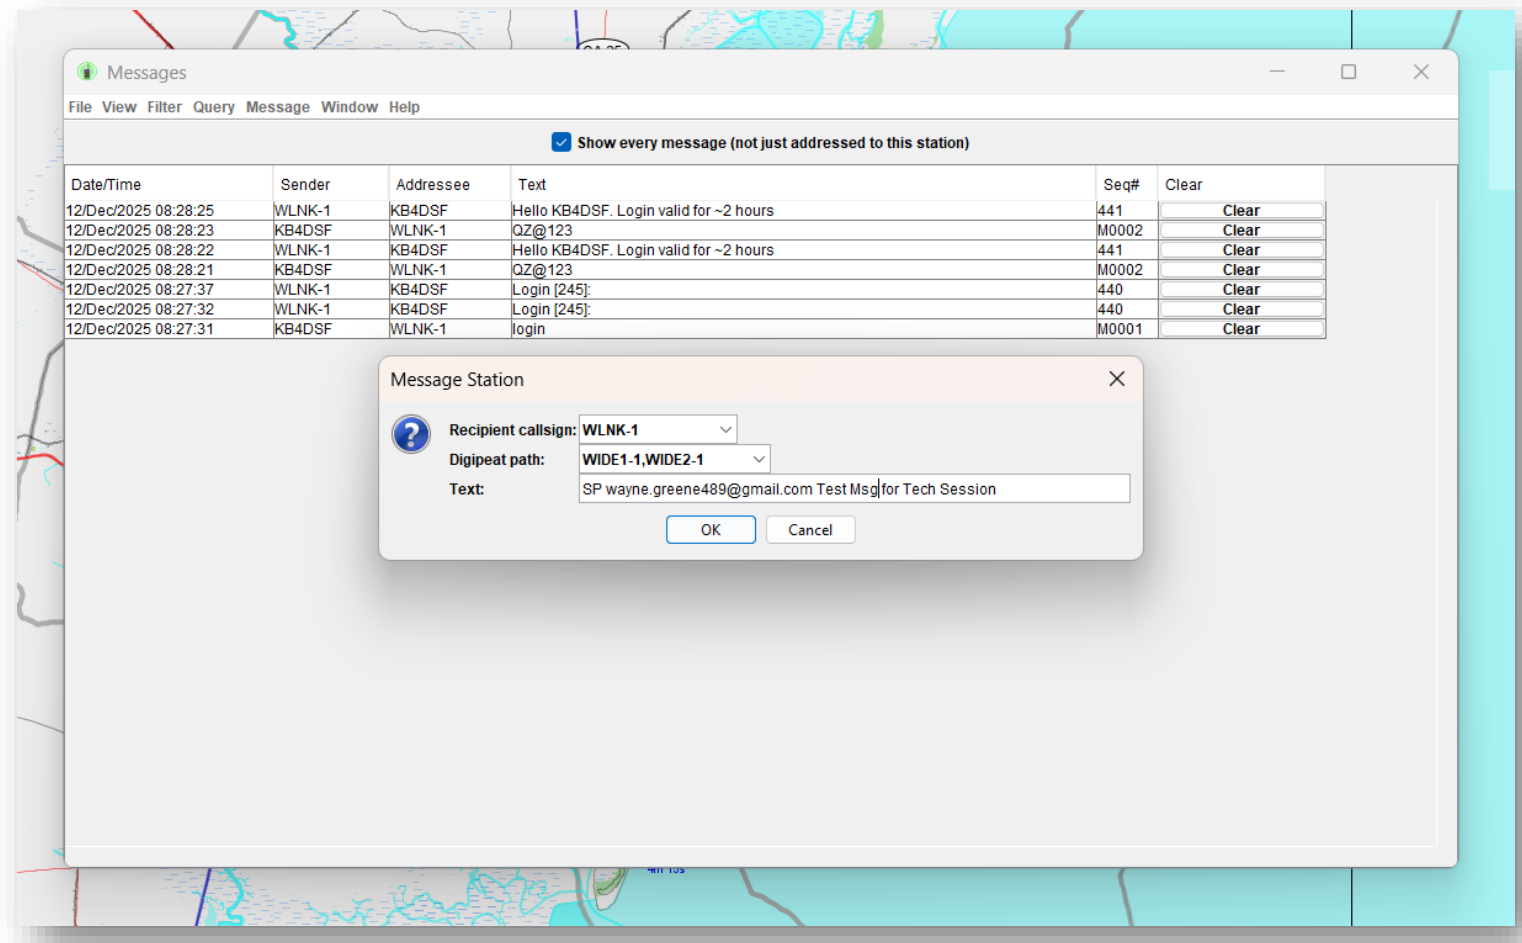 Messages
File View Filter Query Message Window Help
Show every message (not just addressed to this station)
Date/Time Sender Addressee Text Seq# Clear
12/Dec/2025 08:28:25 WLNK-1 KB4DSF Hello KB4DSF. Login valid for ~2 hours 441 Clear
12/Dec/2025 08:28:23 KB4DSF WLNK-1 QZ@123 M0002 Clear
12/Dec/2025 08:28:22 WLNK-1 KB4DSF Hello KB4DSF. Login valid for ~2 hours 441 Clear
12/Dec/2025 08:28:21 KB4DSF WLNK-1 QZ@123 M0002 Clear
12/Dec/2025 08:27:37 WLNK-1 KB4DSF Login [245]: 440 Clear
12/Dec/2025 08:27:32 WLNK-1 KB4DSF Login [245]: 440 Clear
12/Dec/2025 08:27:31 KB4DSF WLNK-1 login M0001 Clear
Message Station
Recipient callsign: WLNK-1
Digipeat path: WIDE1-1,WIDE2-1
Text: SP wayne.greene489@gmail.com Test Msg for Tech Session
OK Cancel